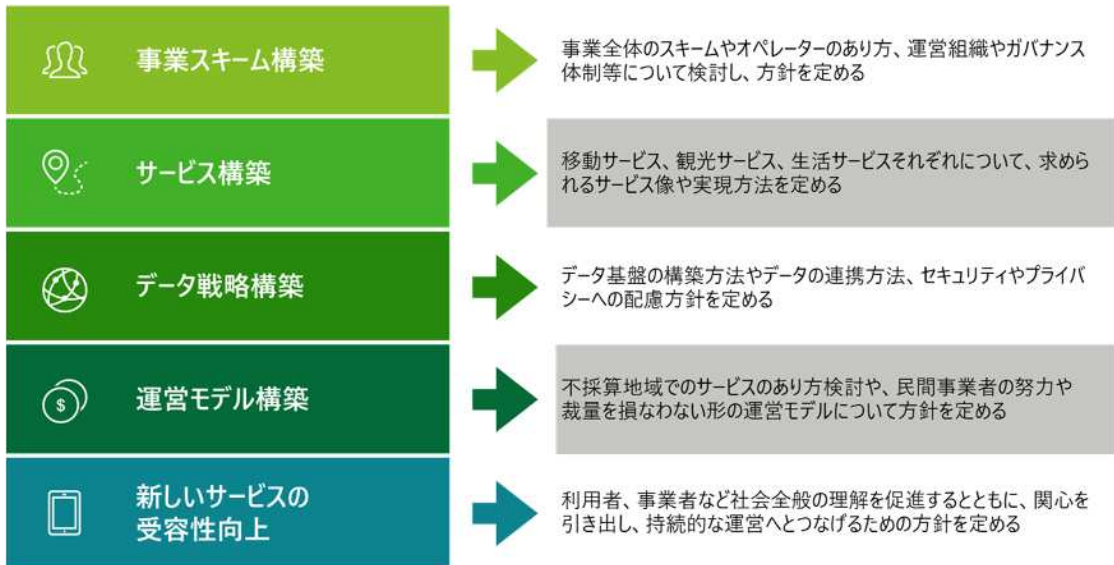 事業スキーム構築
事業全体のスキームやオペレーターのあり方、運営組織やガバナンス
体制等について検討し、方針を定める
サービス構築
移動サービス、観光サービス、生活サービスそれぞれについて、求めら
れるサービス像や実現方法を定める
データ戦略構築
データ基盤の構築方法やデータの連携方法、セキュリティやプライバ
シーへの配慮方針を定める
$
運営モデル構築
不採算地域でのサービスのあり方検討や、民間事業者の努力や
裁量を損なわない形の運営モデルについて方針を定める
新しいサービスの
受容性向上
利用者、事業者など社会全般の理解を促進するとともに、関心を
引き出し、持続的な運営へとつなげるための方針を定める